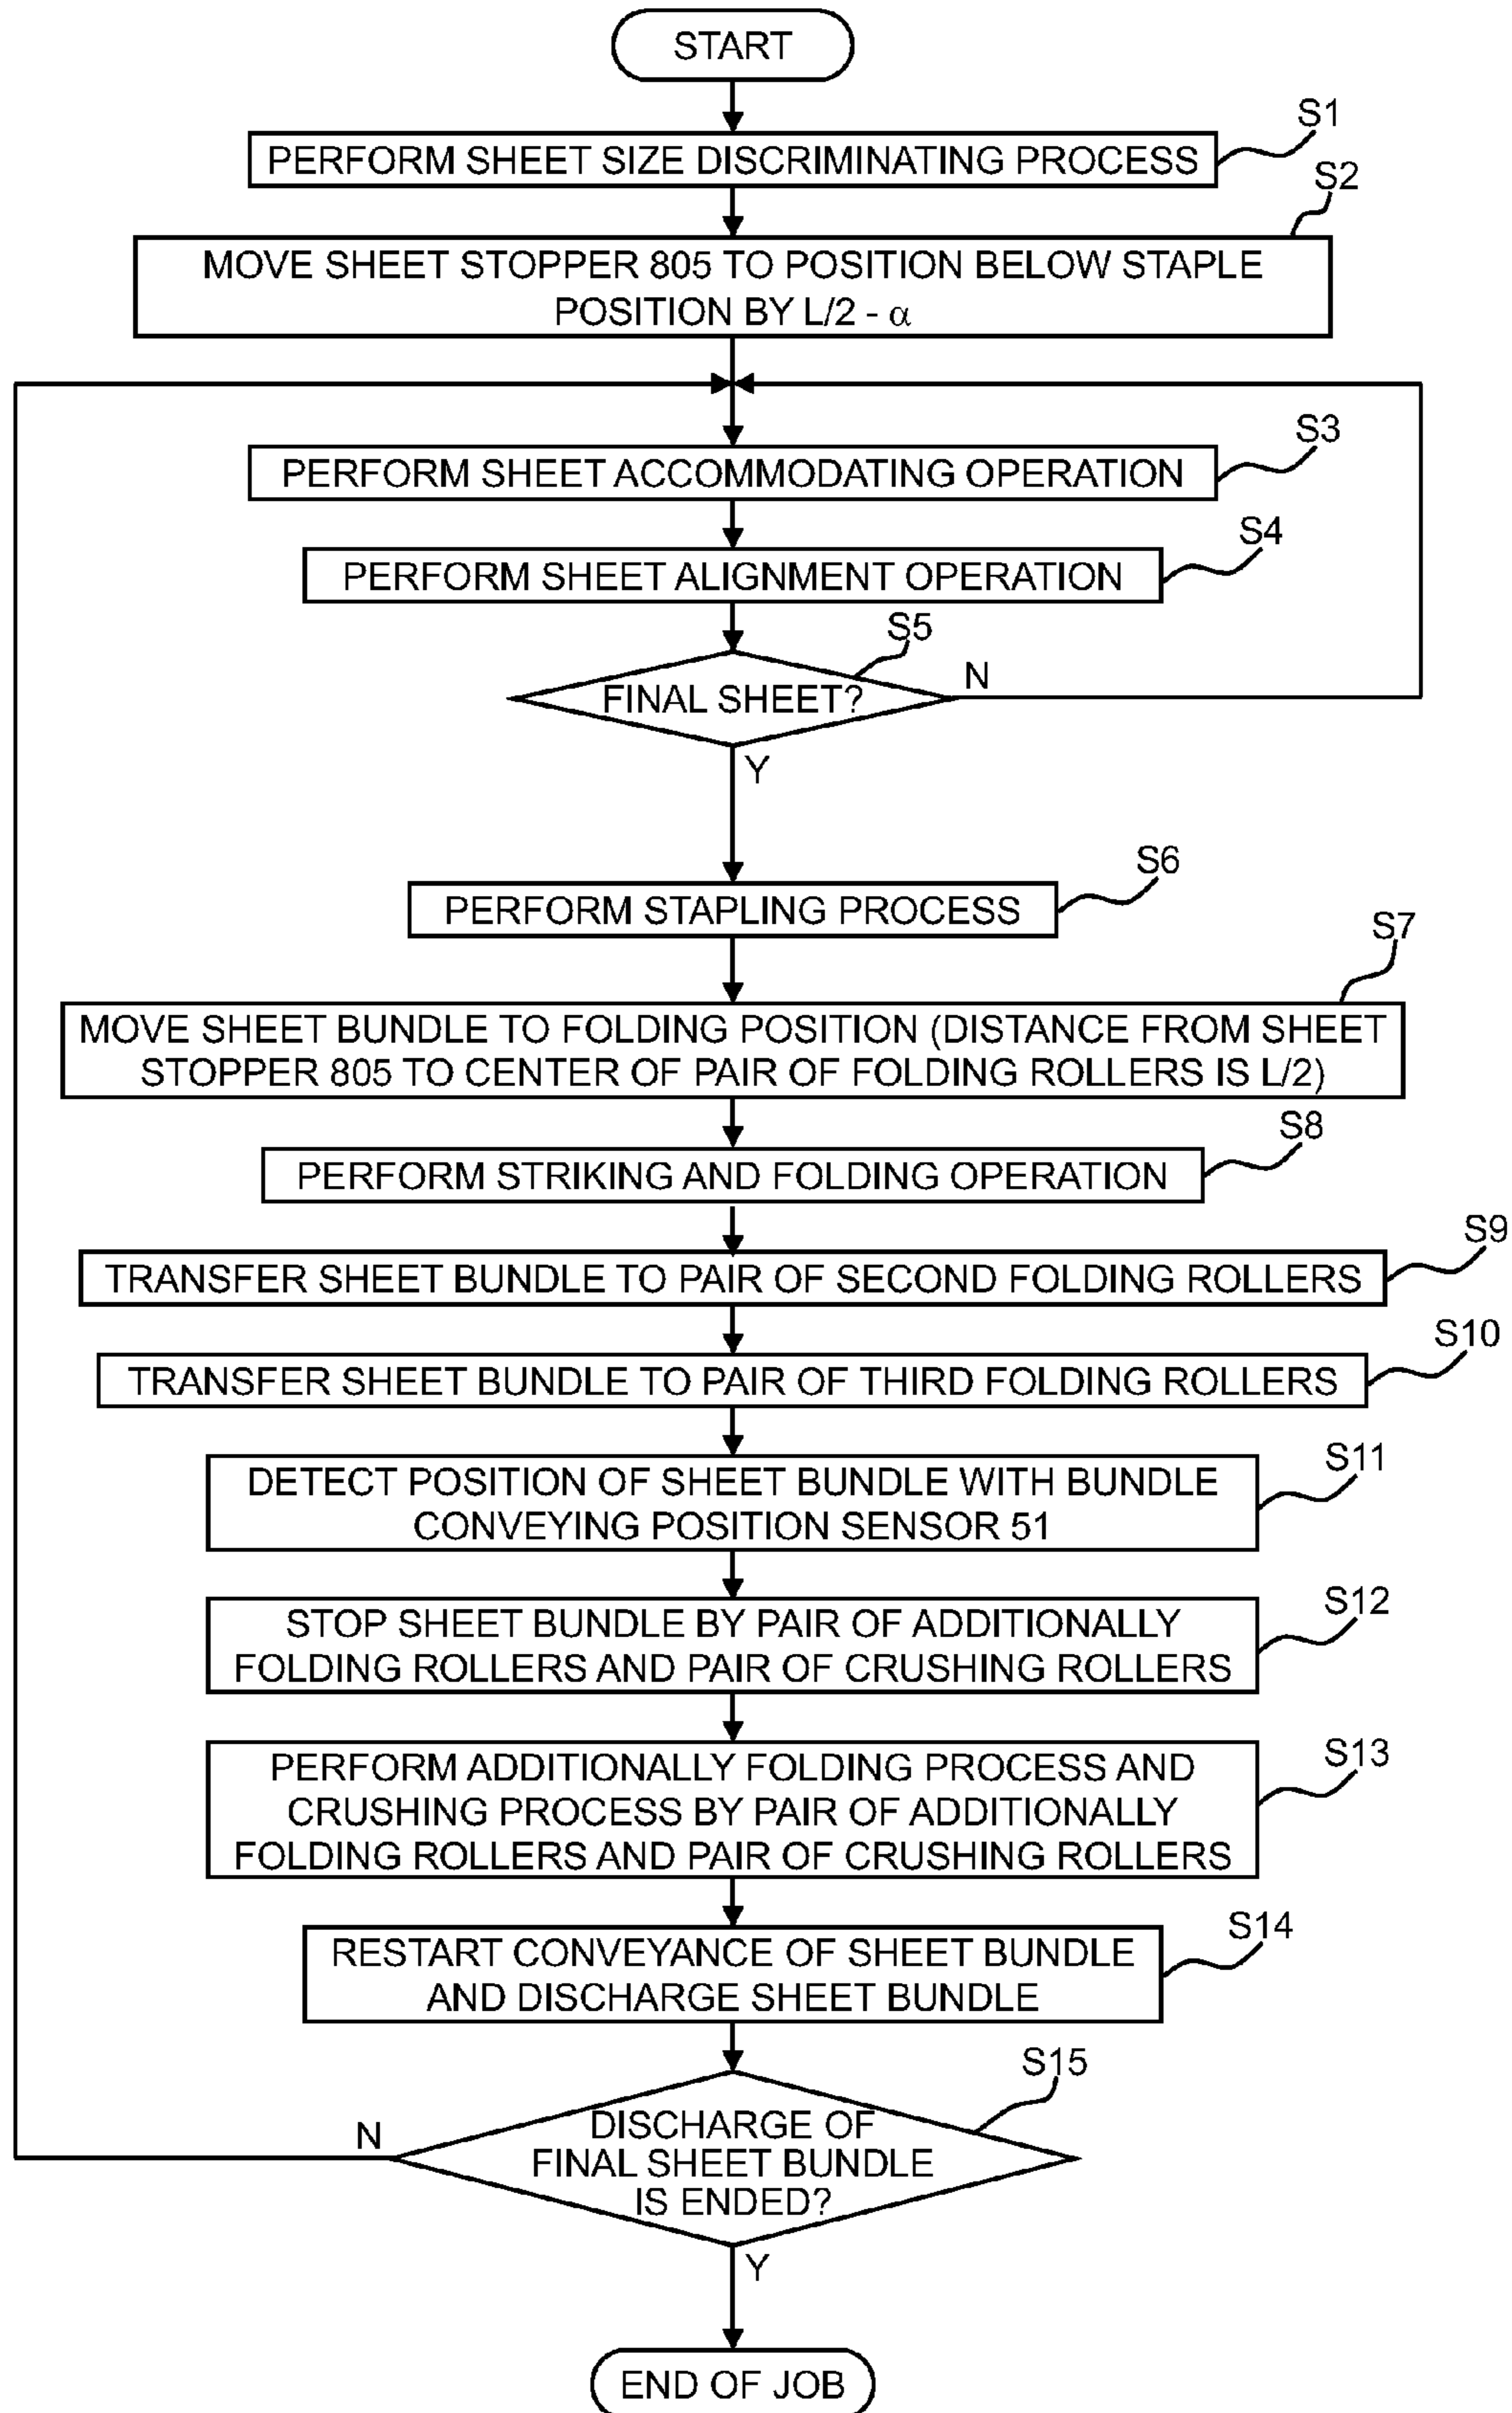 START
S1
PERFORM SHEET SIZE DISCRIMINATING PROCESS
S2
MOVE SHEET STOPPER 805 TO POSITION BELOW STAPLE
POSITION BY L/2 - α
S3
PERFORM SHEET ACCOMMODATING OPERATION
S4
PERFORM SHEET ALIGNMENT OPERATION
S5
FINAL SHEET?
N
Y
S6
PERFORM STAPLING PROCESS
S7
MOVE SHEET BUNDLE TO FOLDING POSITION (DISTANCE FROM SHEET
STOPPER 805 TO CENTER OF PAIR OF FOLDING ROLLERS IS L/2)
S8
PERFORM STRIKING AND FOLDING OPERATION
S9
TRANSFER SHEET BUNDLE TO PAIR OF SECOND FOLDING ROLLERS
S10
TRANSFER SHEET BUNDLE TO PAIR OF THIRD FOLDING ROLLERS
S11
DETECT POSITION OF SHEET BUNDLE WITH BUNDLE
CONVEYING POSITION SENSOR 51
S12
STOP SHEET BUNDLE BY PAIR OF ADDITIONALLY
FOLDING ROLLERS AND PAIR OF CRUSHING ROLLERS
S13
PERFORM ADDITIONALLY FOLDING PROCESS AND
CRUSHING PROCESS BY PAIR OF ADDITIONALLY
FOLDING ROLLERS AND PAIR OF CRUSHING ROLLERS
S14
RESTART CONVEYANCE OF SHEET BUNDLE
AND DISCHARGE SHEET BUNDLE
S15
N
DISCHARGE OF
FINAL SHEET BUNDLE
IS ENDED?
Y
END OF JOB